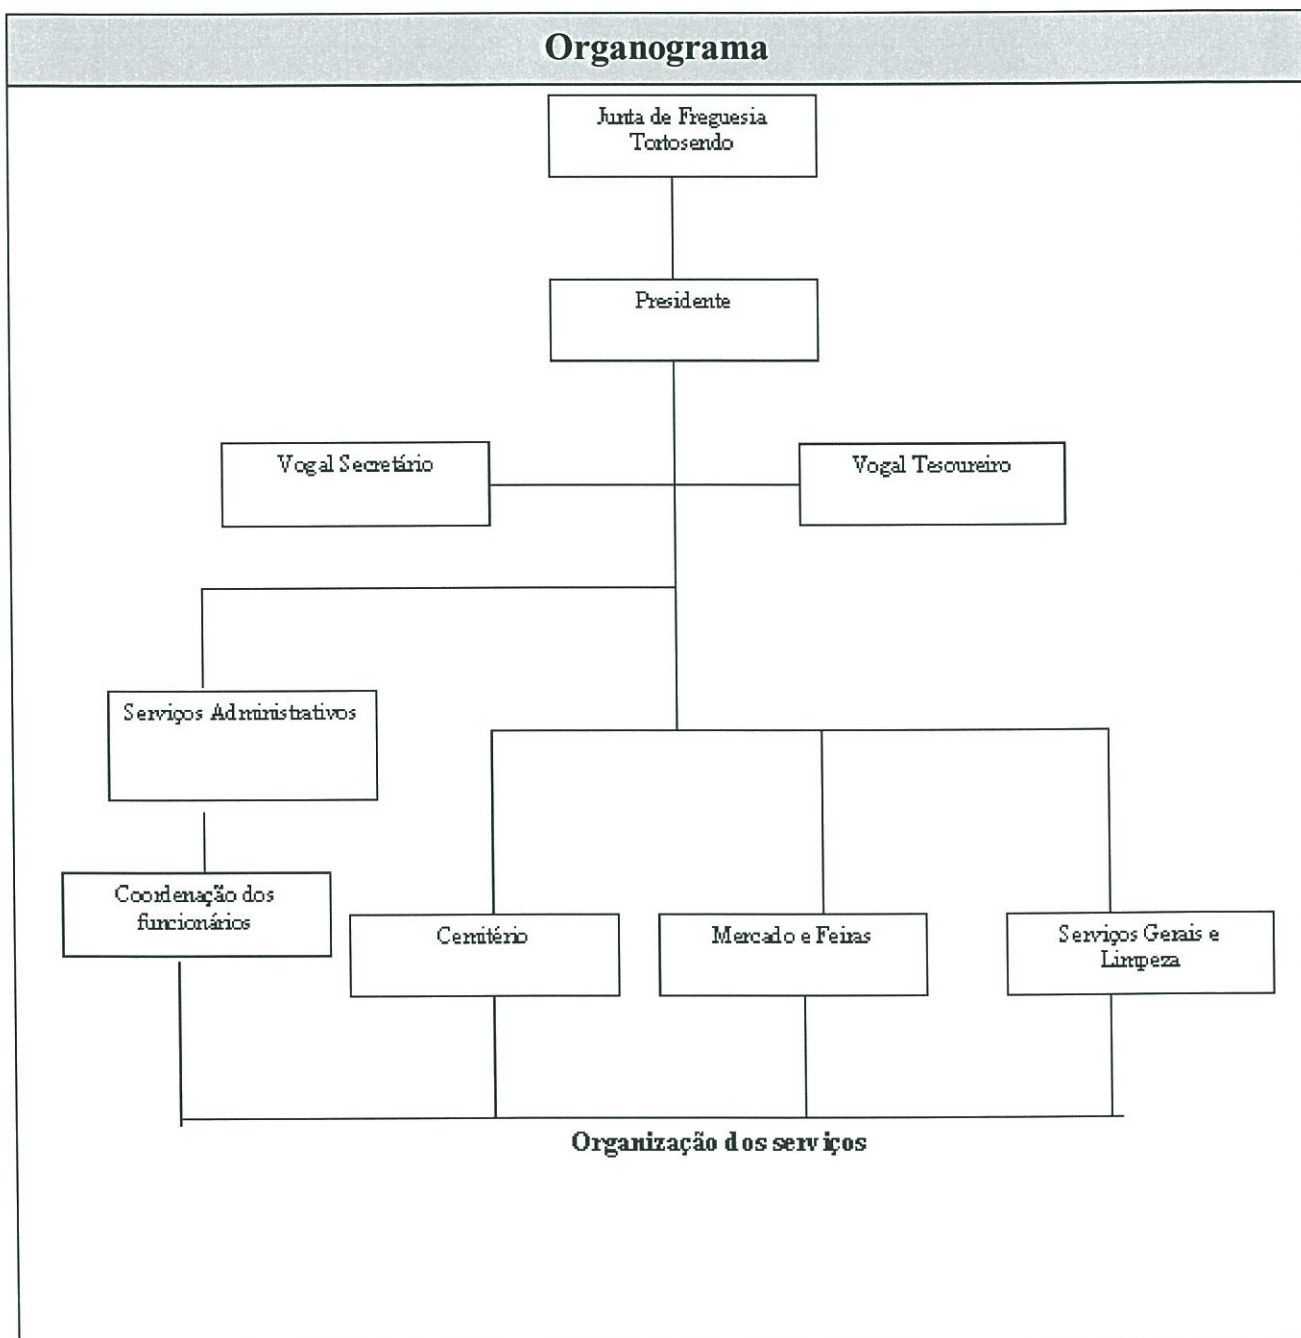 Organograma
Junta de Freguesia
Tortosendo
Presidente
Vogal Secretário
Vogal Tesoureiro
Serviços Administrativos
Coordenação dos
funcionários
Cemitério
Mercado e Feiras
Serviços Gerais e
Limpeza
Organização dos serviços